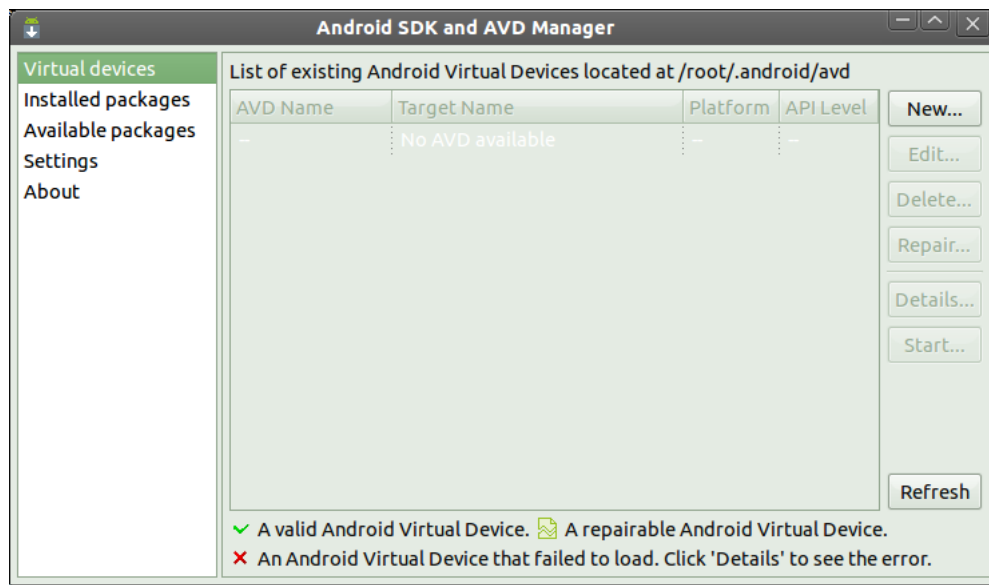 Android SDK and AVD Manager
Virtual devices
Installed packages
Available packages
Settings
About
List of existing Android Virtual Devices located at /root/.android/avd
AVD Name Target Name Platform API Level
– No AVD available – –
New...
Edit...
Delete...
Repair...
Details...
Start...
Refresh
A valid Android Virtual Device. A repairable Android Virtual Device.
An Android Virtual Device that failed to load. Click 'Details' to see the error.